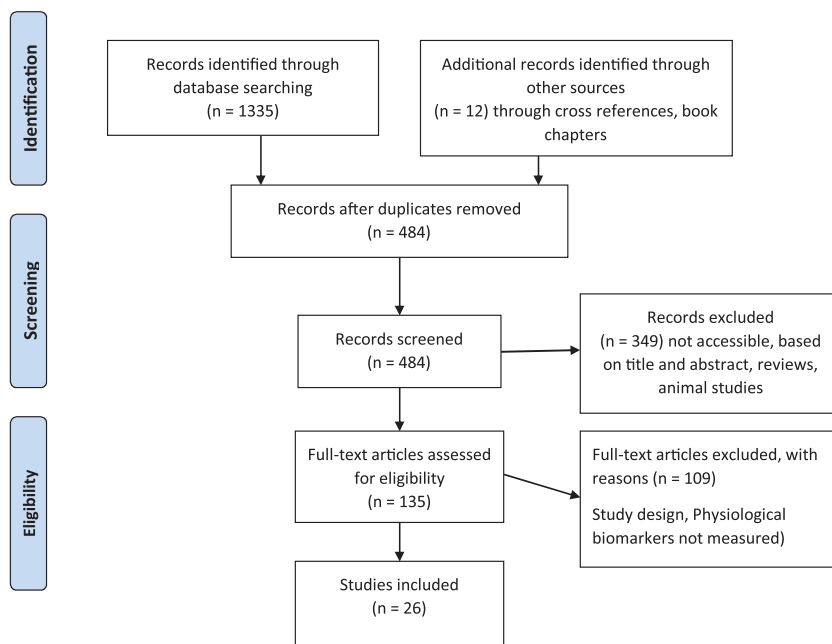 Identification
Records identified through
database searching
(n = 1335)
Additional records identified through
other sources
(n = 12) through cross references, book
chapters
Records after duplicates removed
(n = 484)
Screening
Records screened
(n = 484)
Records excluded
(n = 349) not accessible, based
on title and abstract, reviews,
animal studies
Eligibility
Full-text articles assessed
for eligibility
(n = 135)
Full-text articles excluded, with
reasons (n = 109)
Study design, Physiological
biomarkers not measured)
Studies included
(n = 26)